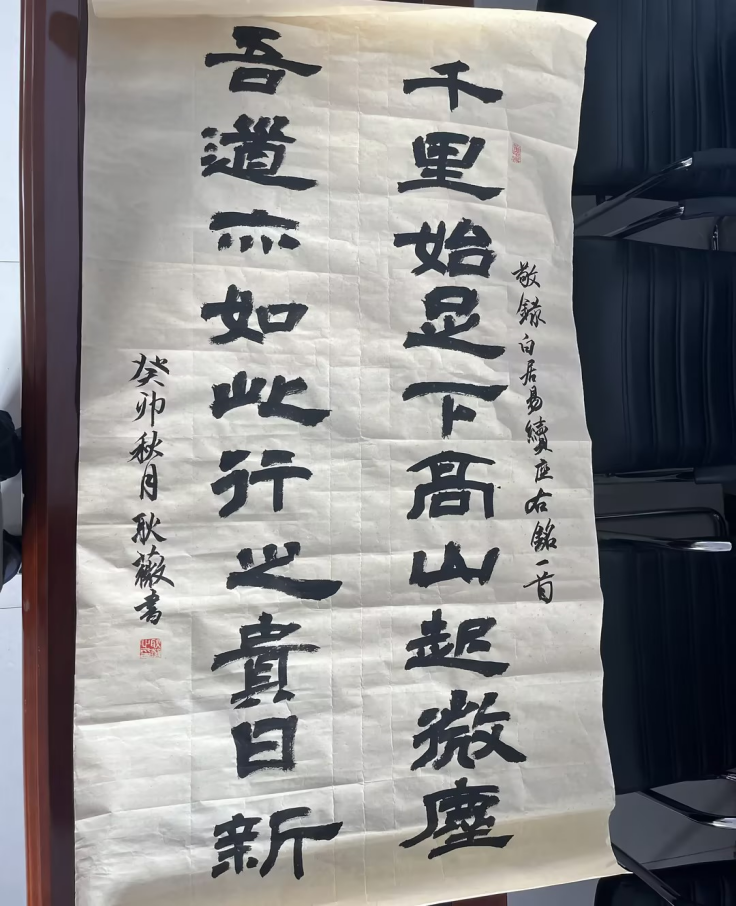 敬錄白居易續座右銘一首
千里始足下高山起微塵
吾道亦如此行之貴日新
癸卯秋月耿薇書